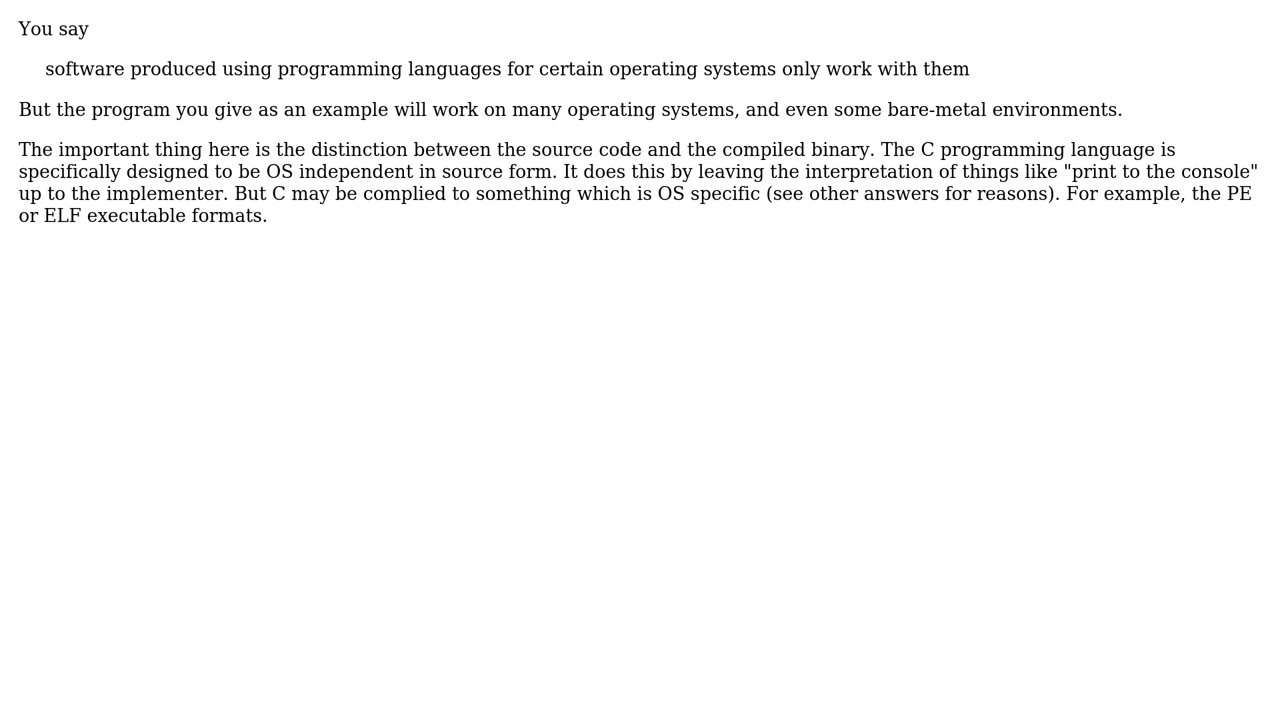 You say
software produced using programming languages for certain operating systems only work with them
But the program you give as an example will work on many operating systems, and even some bare-metal environments.
The important thing here is the distinction between the source code and the compiled binary. The C programming language is
specifically designed to be OS independent in source form. It does this by leaving the interpretation of things like "print to the console"
up to the implementer. But C may be complied to something which is OS specific (see other answers for reasons). For example, the PE
or ELF executable formats.